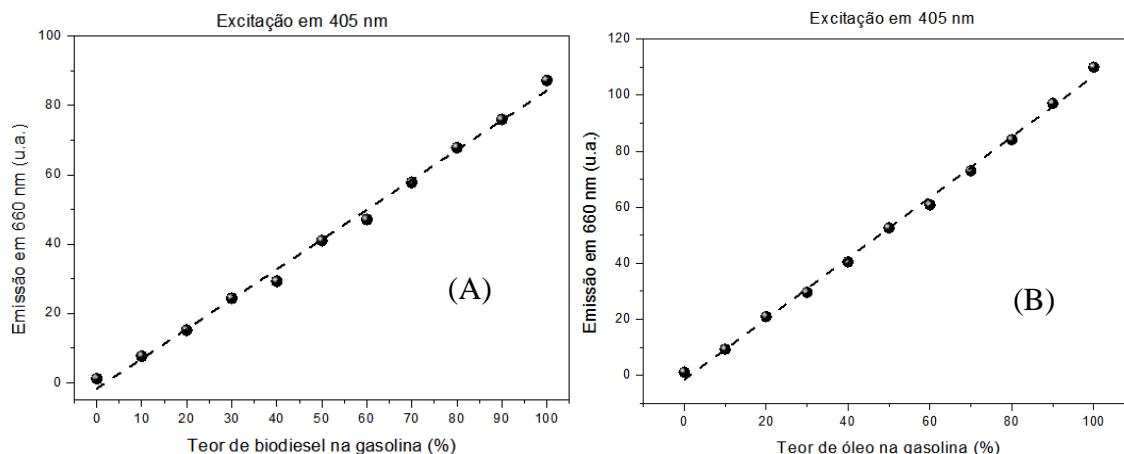 Excitação em 405 nm
100
80
60
40
20
0
Emissão em 660 nm (u.a.)
(A)
0 10 20 30 40 50 60 70 80 90 100
Teor de biodiesel na gasolina (%)
Excitação em 405 nm
120
100
80
60
40
20
0
Emissão em 660 nm (u.a.)
(B)
0 20 40 60 80 100
Teor de óleo na gasolina (%)